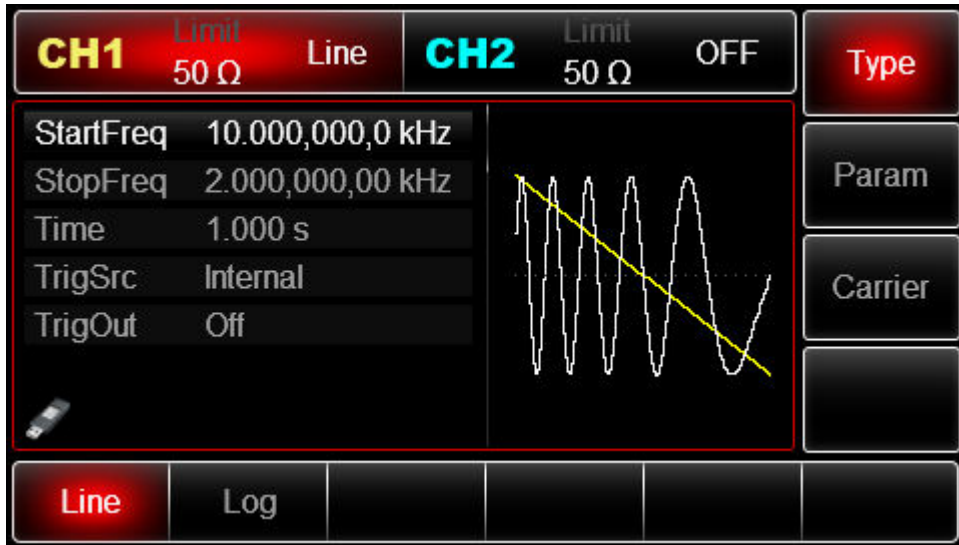 CH1 Limit 50 Ω Line CH2 Limit 50 Ω OFF Type
StartFreq 10.000,000,0 kHz
StopFreq 2.000,000,00 kHz
Time 1.000 s
TrigSrc Internal
TrigOut Off
Param
Carrier
Line Log